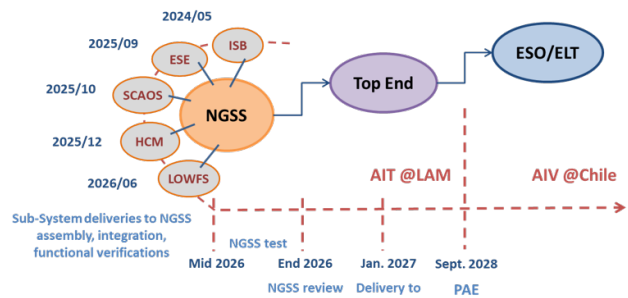 2024/05
ISB
2025/09
ESE
ESO/ELT
Top End
2025/10
SCAOS
NGSS
2025/12
HCM
2026/06
LOWFS
AIT @LAM
AIV @Chile
Sub-System deliveries to NGSS
assembly, integration,
functional verifications
NGSS test
Mid 2026
End 2026
Jan. 2027
Sept. 2028
NGSS review
Delivery to
PAE